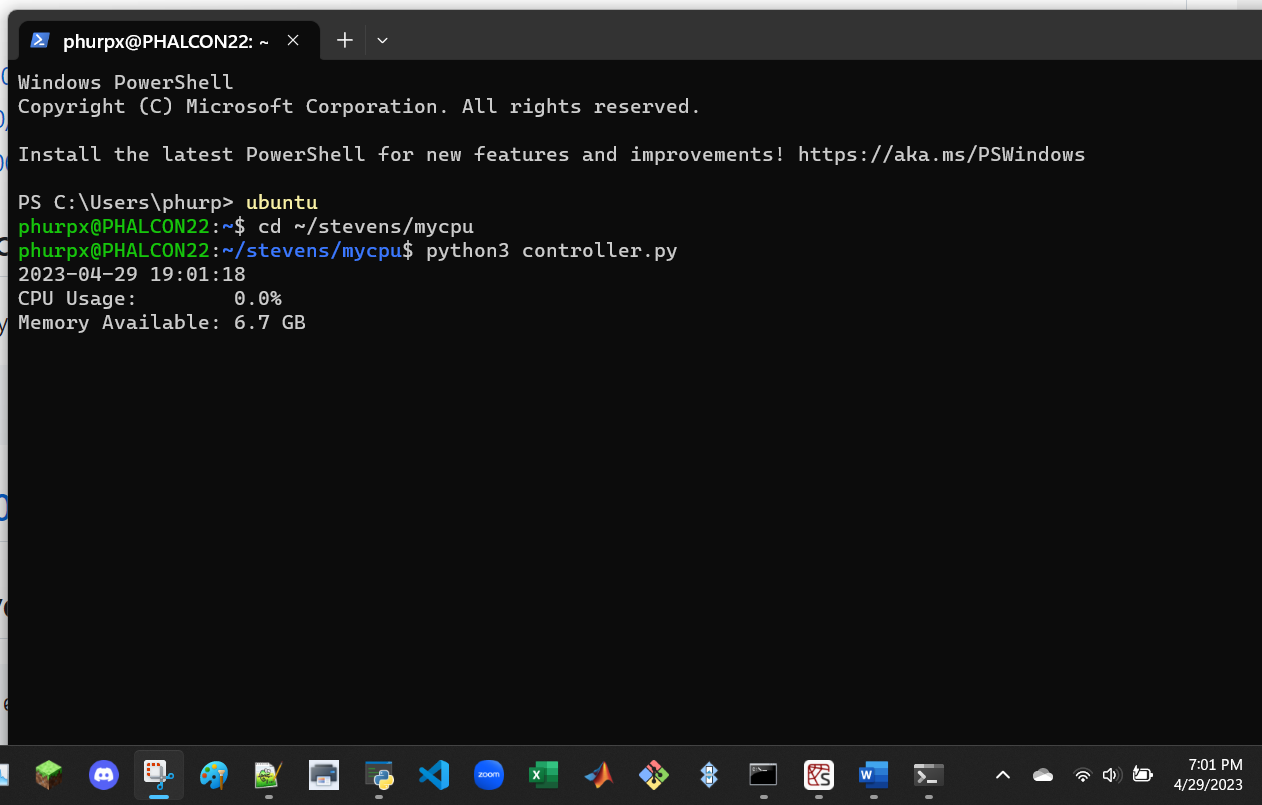 phurpx@PHALCON22: ~
Windows PowerShell
Copyright (C) Microsoft Corporation. All rights reserved.
Install the latest PowerShell for new features and improvements! https://aka.ms/PSWindows
PS C:\Users\phurp> ubuntu
phurpx@PHALCON22:~$ cd ~/stevens/mycpu
phurpx@PHALCON22:~/stevens/mycpu$ python3 controller.py
2023-04-29 19:01:18
CPU Usage:        0.0%
Memory Available: 6.7 GB
zoom
7:01 PM
4/29/2023